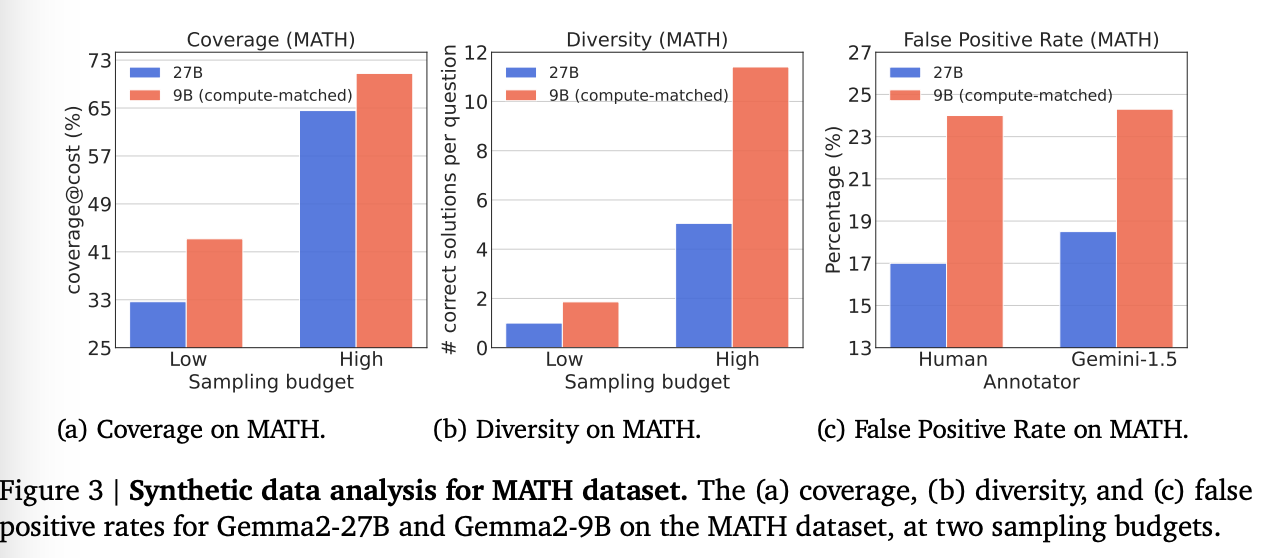 Coverage (MATH)
73
65
57
49
41
33
25
coverage@cost (%)
27B
9B (compute-matched)
Low
High
Sampling budget
Diversity (MATH)
12
10
8
6
4
2
0
# correct solutions per question
27B
9B (compute-matched)
Low
High
Sampling budget
False Positive Rate (MATH)
27
25
23
21
19
17
15
13
Percentage (%)
27B
9B (compute-matched)
Human
Gemini-1.5
Annotator
(a) Coverage on MATH.
(b) Diversity on MATH.
(c) False Positive Rate on MATH.
Figure 3 | Synthetic data analysis for MATH dataset. The (a) coverage, (b) diversity, and (c) false
positive rates for Gemma2-27B and Gemma2-9B on the MATH dataset, at two sampling budgets.